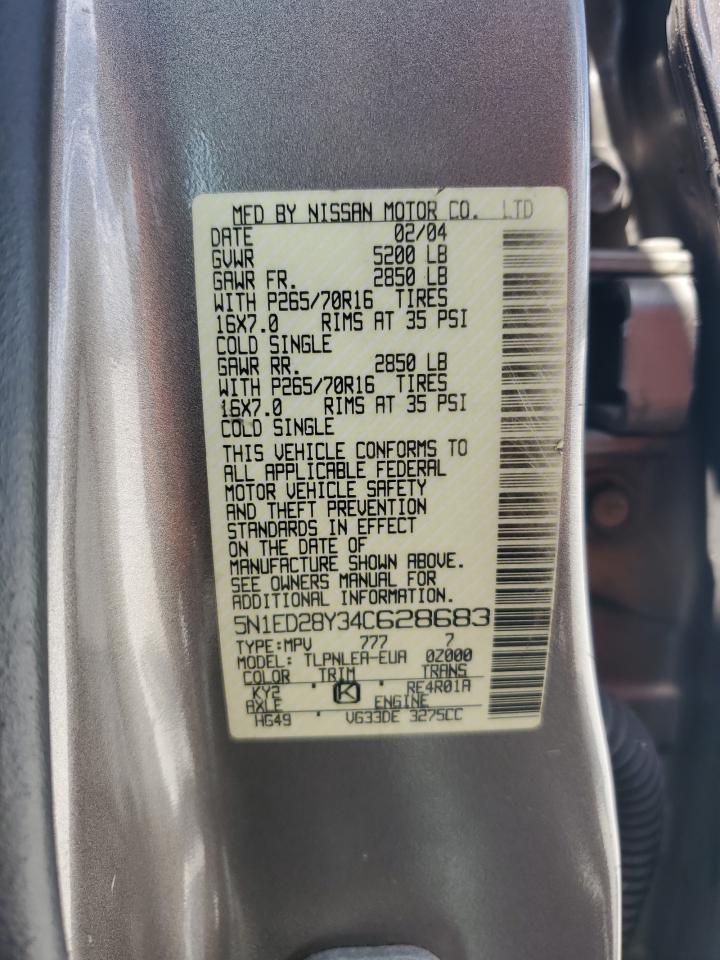 MFD BY NISSAN MOTOR CO. LTD
DATE 02/04
GVWR 5200 LB
GAWR FR. 2850 LB
WITH P265/70R16 TIRES
16X7.0 RIMS AT 35 PSI
COLD SINGLE
GAWR RR. 2850 LB
WITH P265/70R16 TIRES
16X7.0 RIMS AT 35 PSI
COLD SINGLE
THIS VEHICLE CONFORMS TO
ALL APPLICABLE FEDERAL
MOTOR VEHICLE SAFETY
AND THEFT PREVENTION
STANDARDS IN EFFECT
ON THE DATE OF
MANUFACTURE SHOWN ABOVE.
SEE OWNERS MANUAL FOR
ADDITIONAL INFORMATION.
5N1ED28Y34C628683
TYPE:MPV 777 7
MODEL: TLPNLEA-EUA 0Z000
COLOR TRIM TRANS
KY2 K RE4R01A
AXLE ENGINE
HG49 VG33DE 3275CC